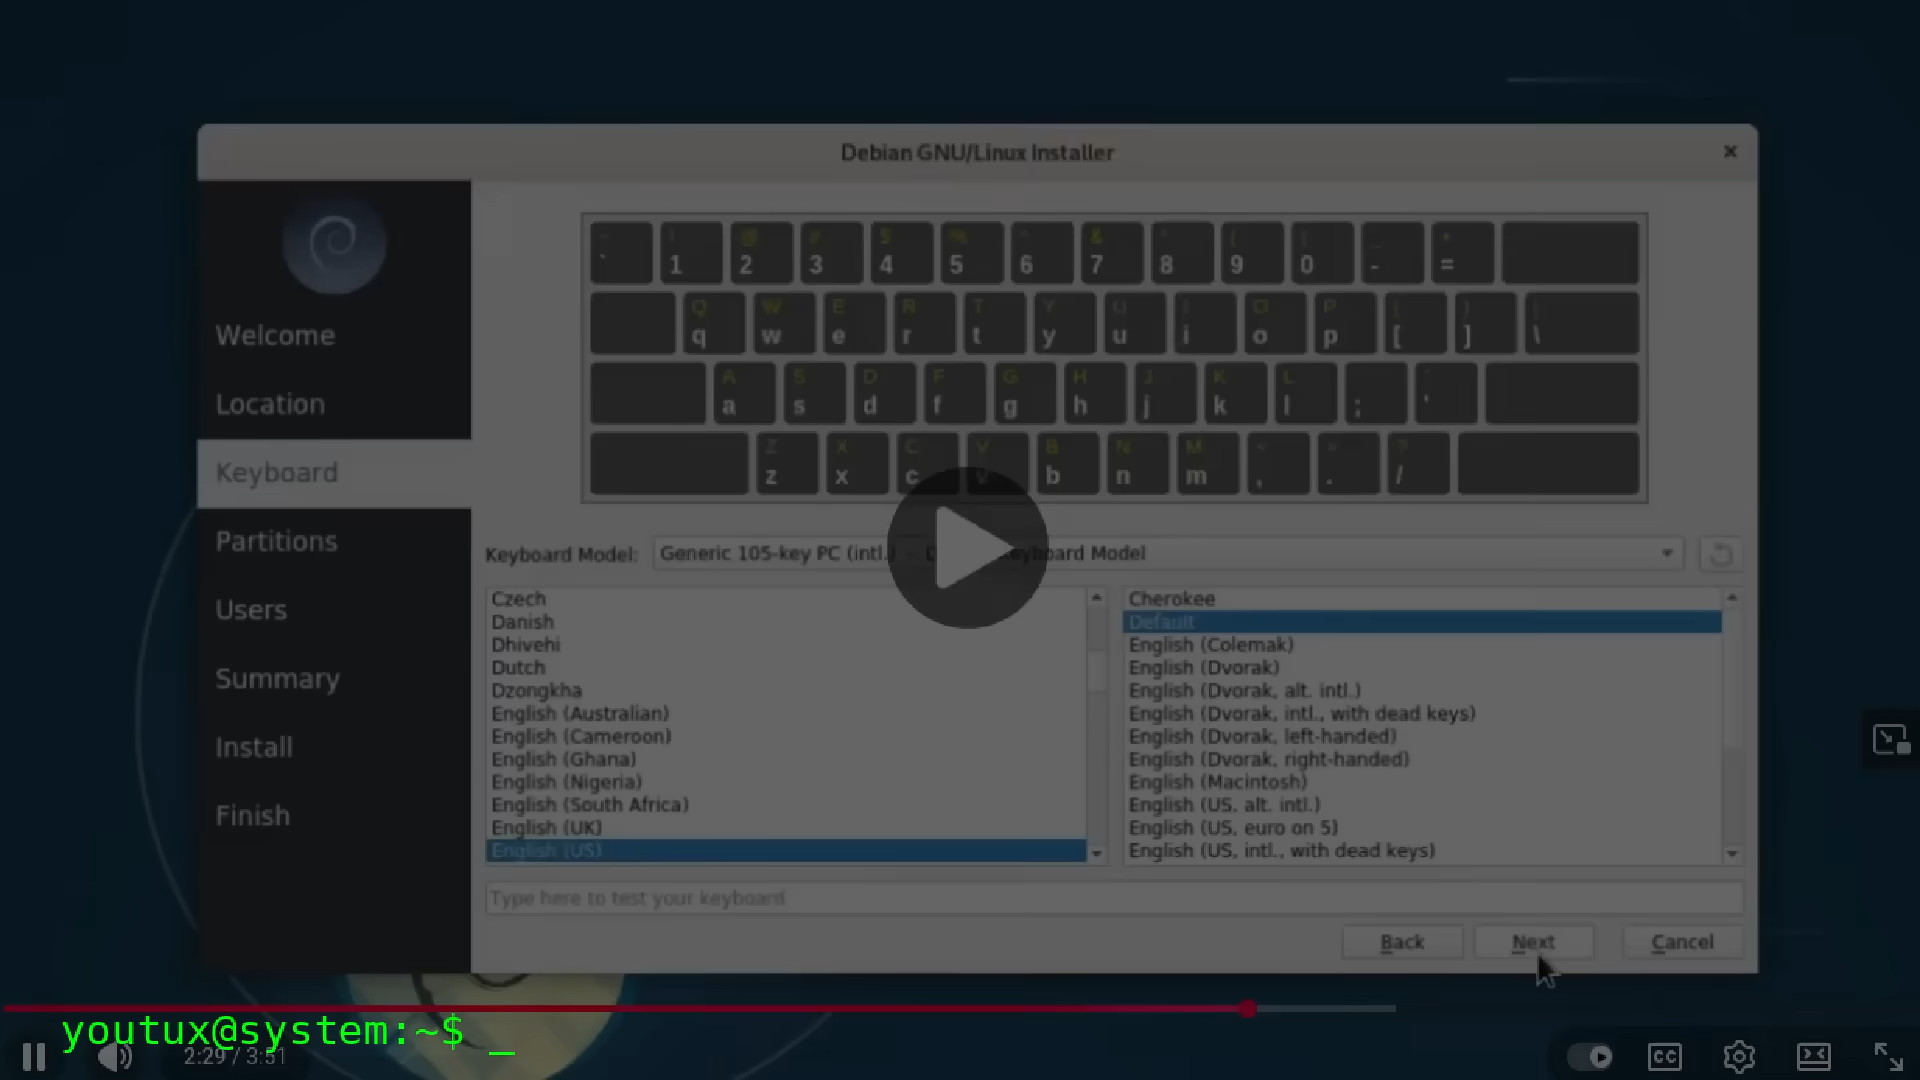 Debian GNU/Linux Installer
Welcome
Location
Keyboard
Partitions
Users
Summary
Install
Finish
` 1 2 3 4 5 6 7 8 9 0 - =
Q W E R T Y U I O P
q w e r t y u i o p [ ] \
A S D F G H J K L
a s d f g h j k l ; '
Z X C V B N M
z x c v b n m , . /
Keyboard Model: Generic 105-key PC (intl.) Keyboard Model
Czech
Danish
Dhivehi
Dutch
Dzongkha
English (Australian)
English (Cameroon)
English (Ghana)
English (Nigeria)
English (South Africa)
English (UK)
English (US)
Cherokee
Default
English (Colemak)
English (Dvorak)
English (Dvorak, alt. intl.)
English (Dvorak, intl., with dead keys)
English (Dvorak, left-handed)
English (Dvorak, right-handed)
English (Macintosh)
English (US, alt. intl.)
English (US, euro on 5)
English (US, intl., with dead keys)
Type here to test your keyboard
Back Next Cancel
youtux@system:~$ _
2:29 / 3:51
CC